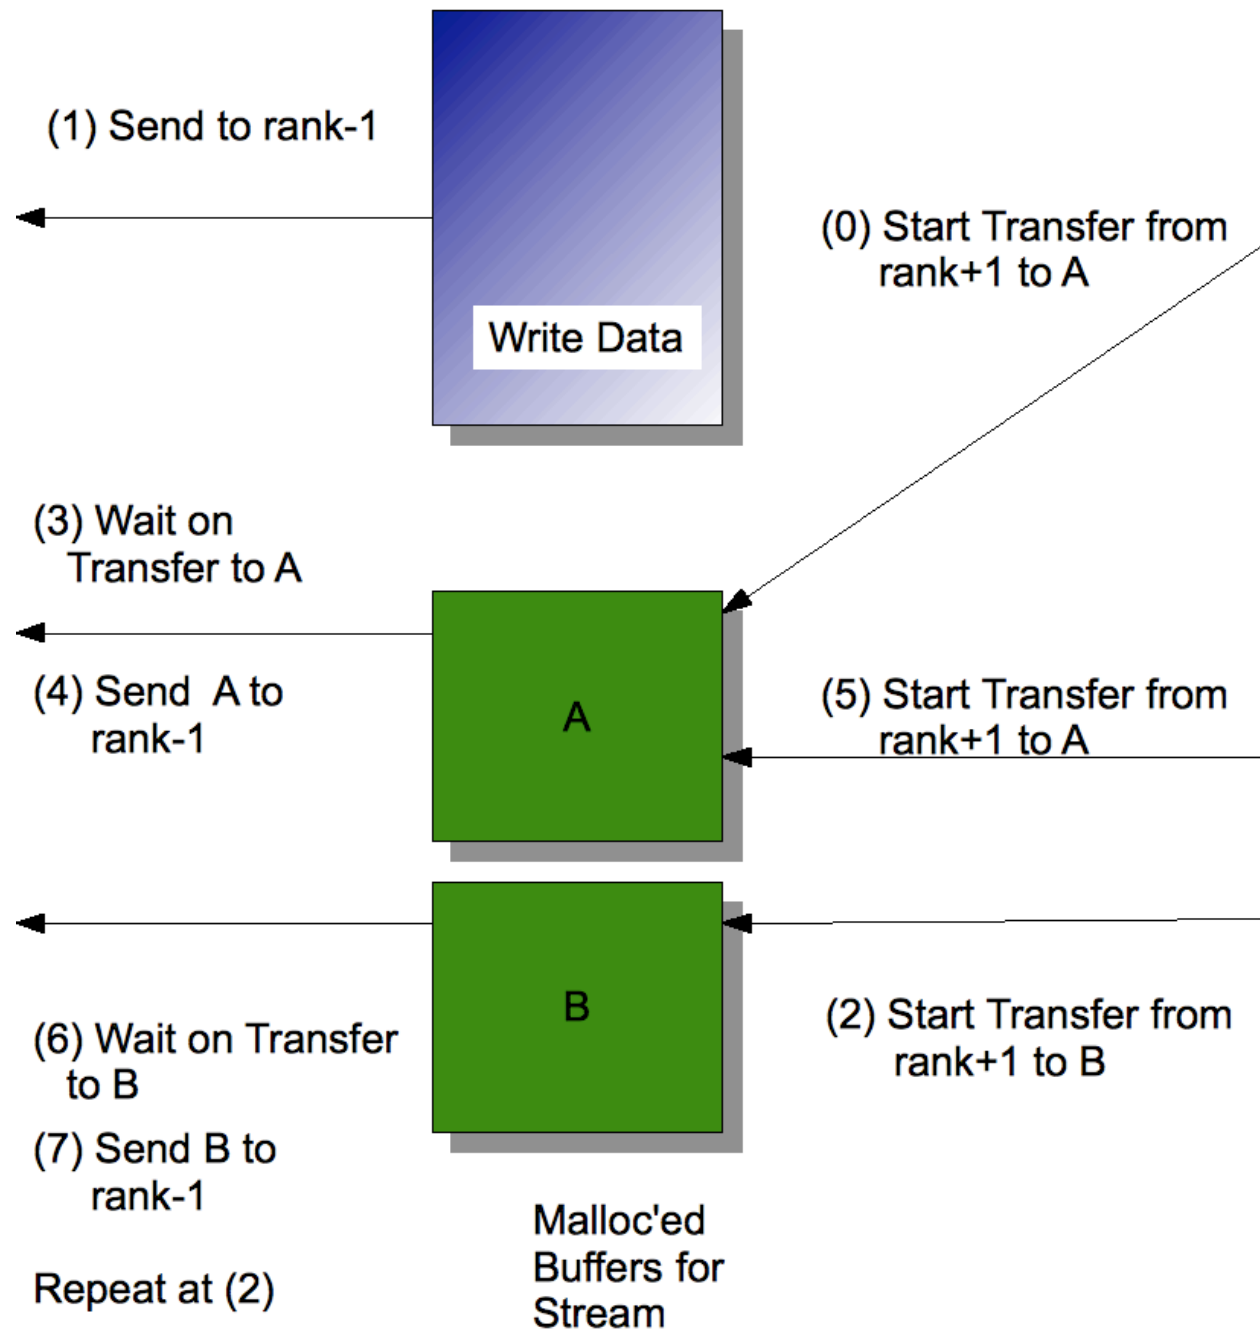 (1) Send to rank-1
(0) Start Transfer from
rank+1 to A
Write Data
(3) Wait on
Transfer to A
(4) Send  A to
rank-1
A
(5) Start Transfer from
rank+1 to A
B
(6) Wait on Transfer
to B
(2) Start Transfer from
rank+1 to B
(7) Send B to
rank-1
Malloc'ed
Buffers for
Stream
Repeat at (2)